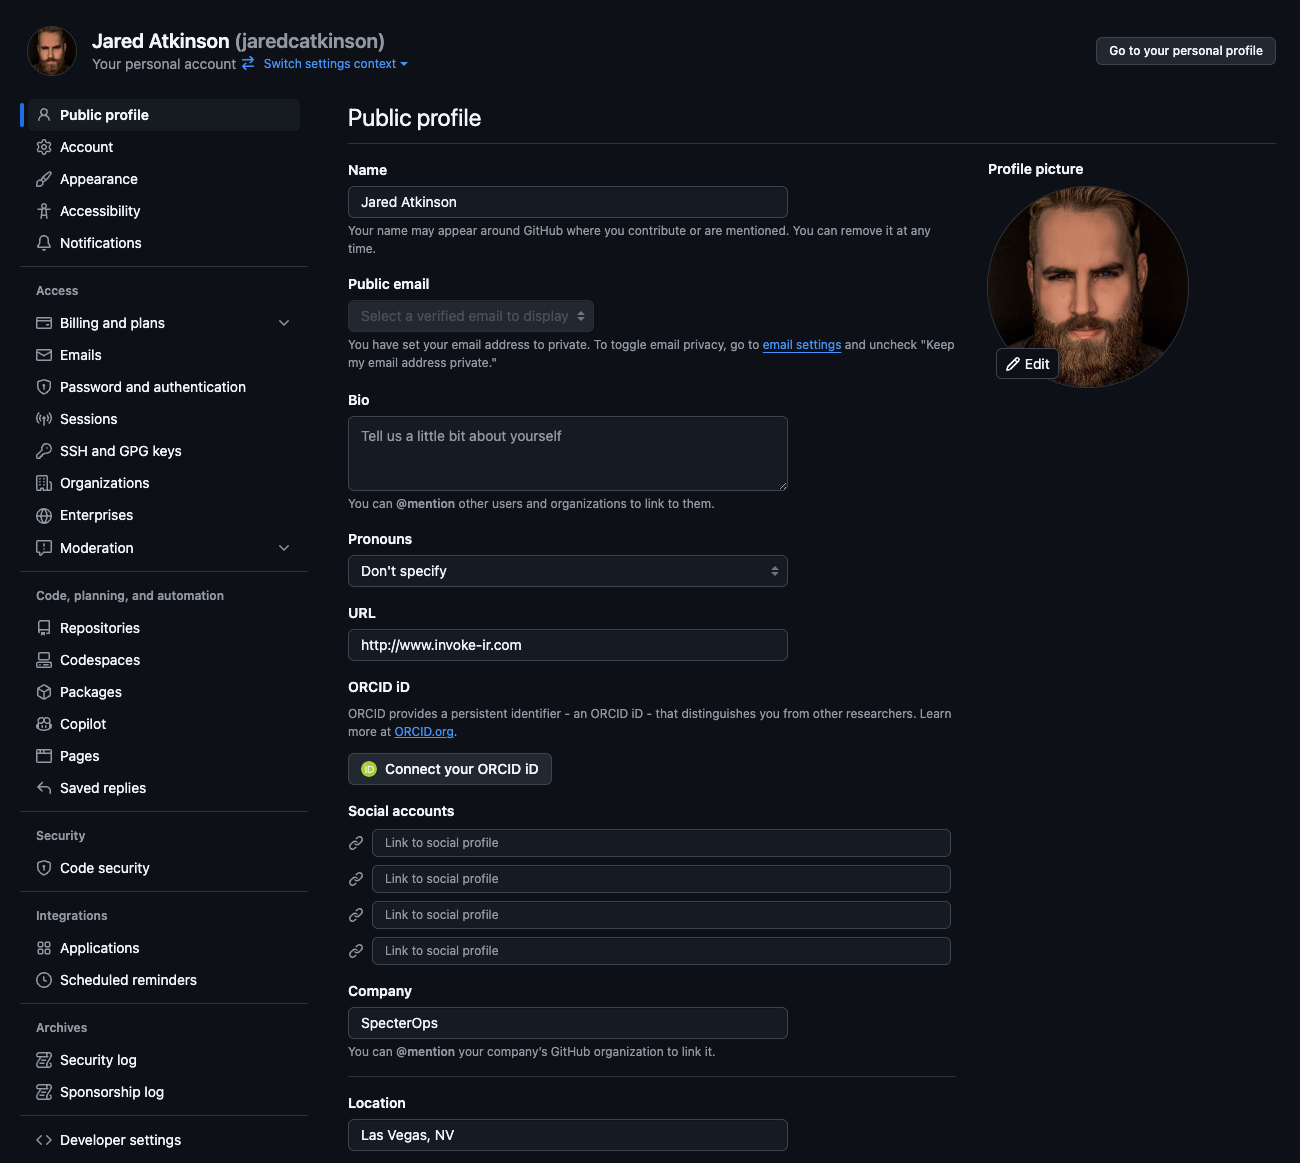 Jared Atkinson (jaredcatkinson)
Your personal account Switch settings context
Go to your personal profile
Public profile
Account
Appearance
Accessibility
Notifications
Access
Billing and plans
Emails
Password and authentication
Sessions
SSH and GPG keys
Organizations
Enterprises
Moderation
Code, planning, and automation
Repositories
Codespaces
Packages
Copilot
Pages
Saved replies
Security
Code security
Integrations
Applications
Scheduled reminders
Archives
Security log
Sponsorship log
Developer settings
Public profile
Name
Jared Atkinson
Your name may appear around GitHub where you contribute or are mentioned. You can remove it at any
time.
Public email
Select a verified email to display
You have set your email address to private. To toggle email privacy, go to email settings and uncheck "Keep
my email address private."
Bio
Tell us a little bit about yourself
You can @mention other users and organizations to link to them.
Pronouns
Don't specify
URL
http://www.invoke-ir.com
ORCID iD
ORCID provides a persistent identifier - an ORCID iD - that distinguishes you from other researchers. Learn
more at ORCID.org.
iD Connect your ORCID iD
Social accounts
Link to social profile
Link to social profile
Link to social profile
Link to social profile
Company
SpecterOps
You can @mention your company's GitHub organization to link it.
Location
Las Vegas, NV
Profile picture
Edit